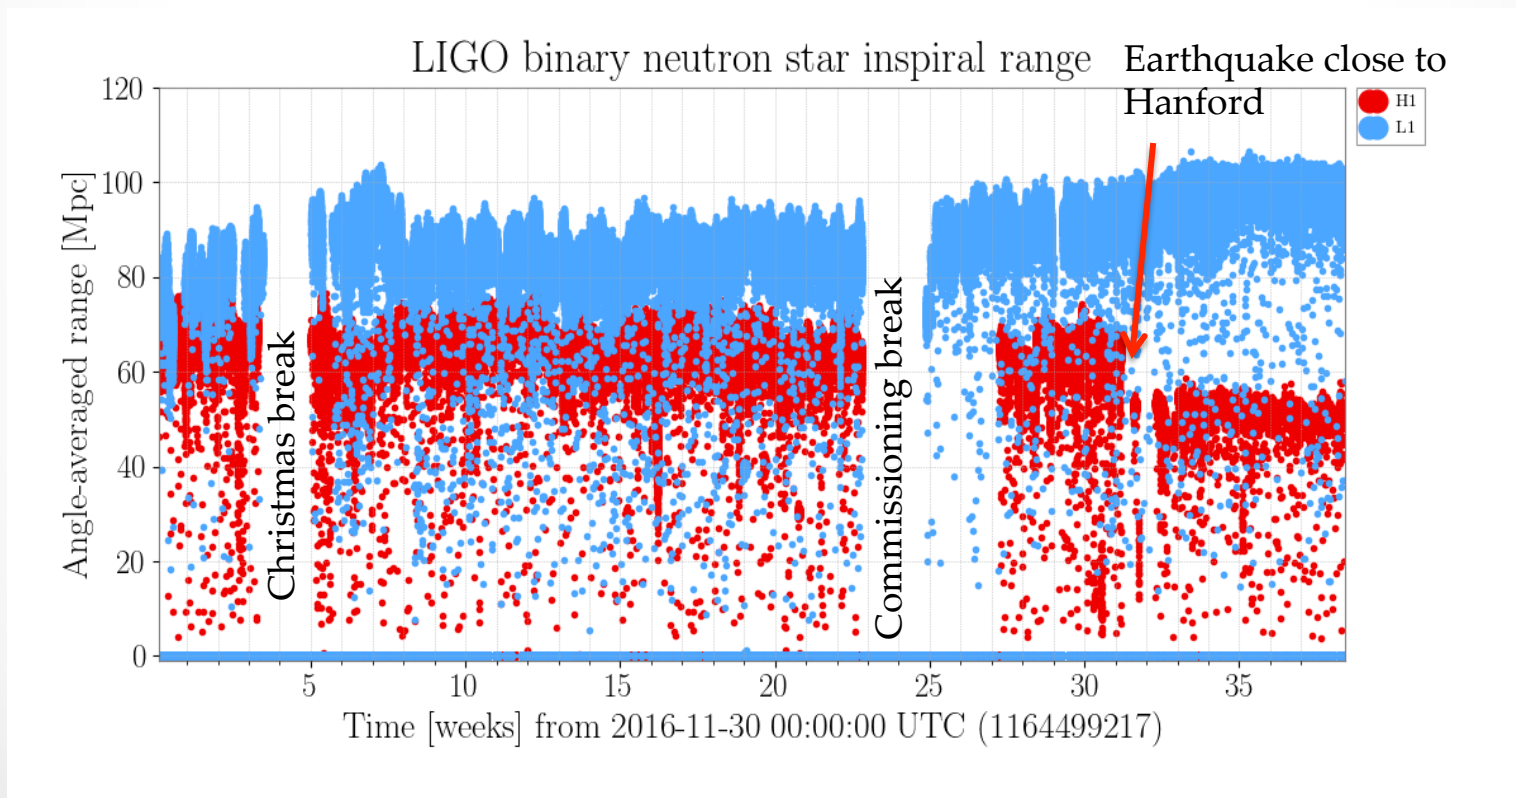 LIGO binary neutron star inspiral range
Earthquake close to
Hanford
H1
L1
Angle-averaged range [Mpc]
120
100
80
60
40
20
0
Christmas break
Commissioning break
5 10 15 20 25 30 35
Time [weeks] from 2016-11-30 00:00:00 UTC (1164499217)